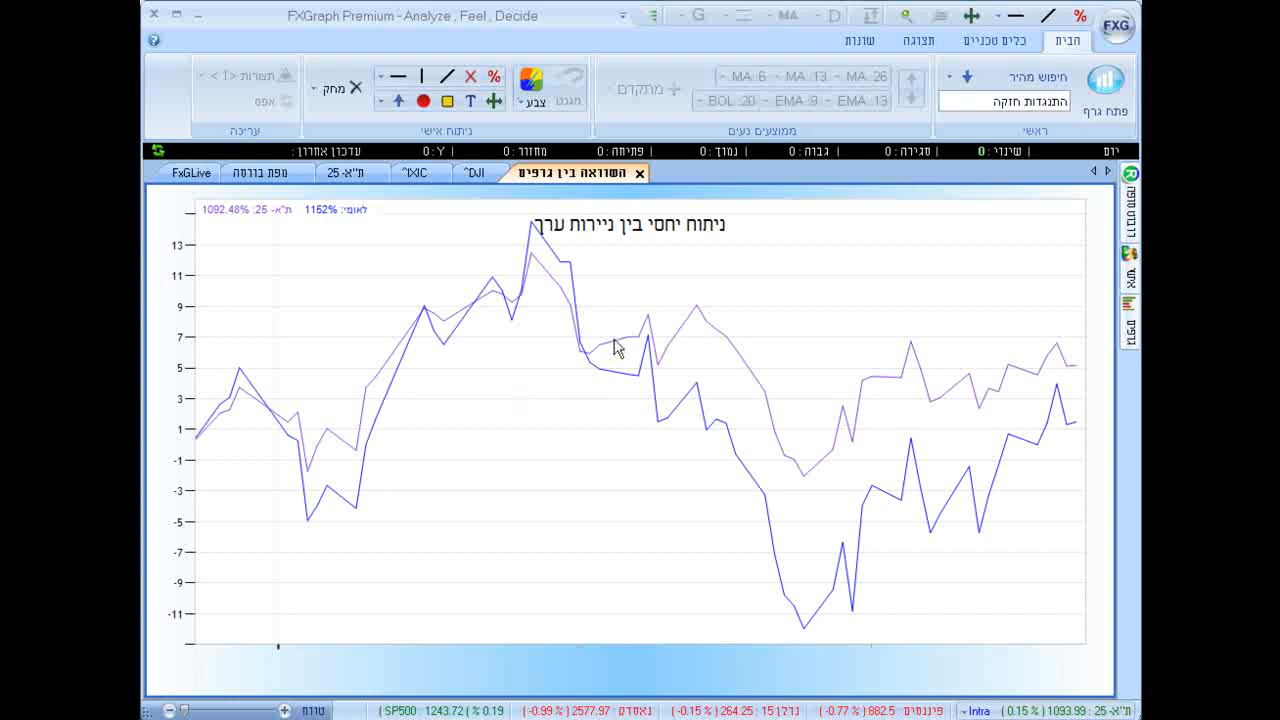 FXGraph Premium - Analyze , Feel , Decide
G MA D %
FXG
הבית כלים טכניים תצוגה שונות
חיפוש מהיר
התנגדות חזקה
פתח גרף
ראשי
MA: 6 MA: 13 MA: 26
BOL: 20 EMA: 9 EMA: 13
מתקדם
ממוצעים נעים
מגנט
צבע
T
%
מחק
ניתוח אישי
תצורות <1 >
אפס
עריכה
יום שינוי: 0 סגירה: 0 גבוה: 0 נמוך: 0 פתיחה: 0 מחזור: 0 Y: 0 עדכון אחרון:
FxGLive מפת בורסה ת''א- 25 ^IXIC ^DJI השוואה בין גרפים
לאומי: 1152% ת''א- 25: 1092.48%
ניתוח יחסי בין ניירות ערך
13
11
9
7
5
3
1
-1
-3
-5
-7
-9
-11
אישי
גרפים
ת''א- 25 : 1093.99 ( 0.15 % ) Intra פיננסים 882.5 ( -0.77 % ) נדלן 15 : 264.25 ( -0.15 % ) נאסדק : 2577.97 ( -0.99 % ) SP500 : 1243.72 ( % 0.19 )
טווח